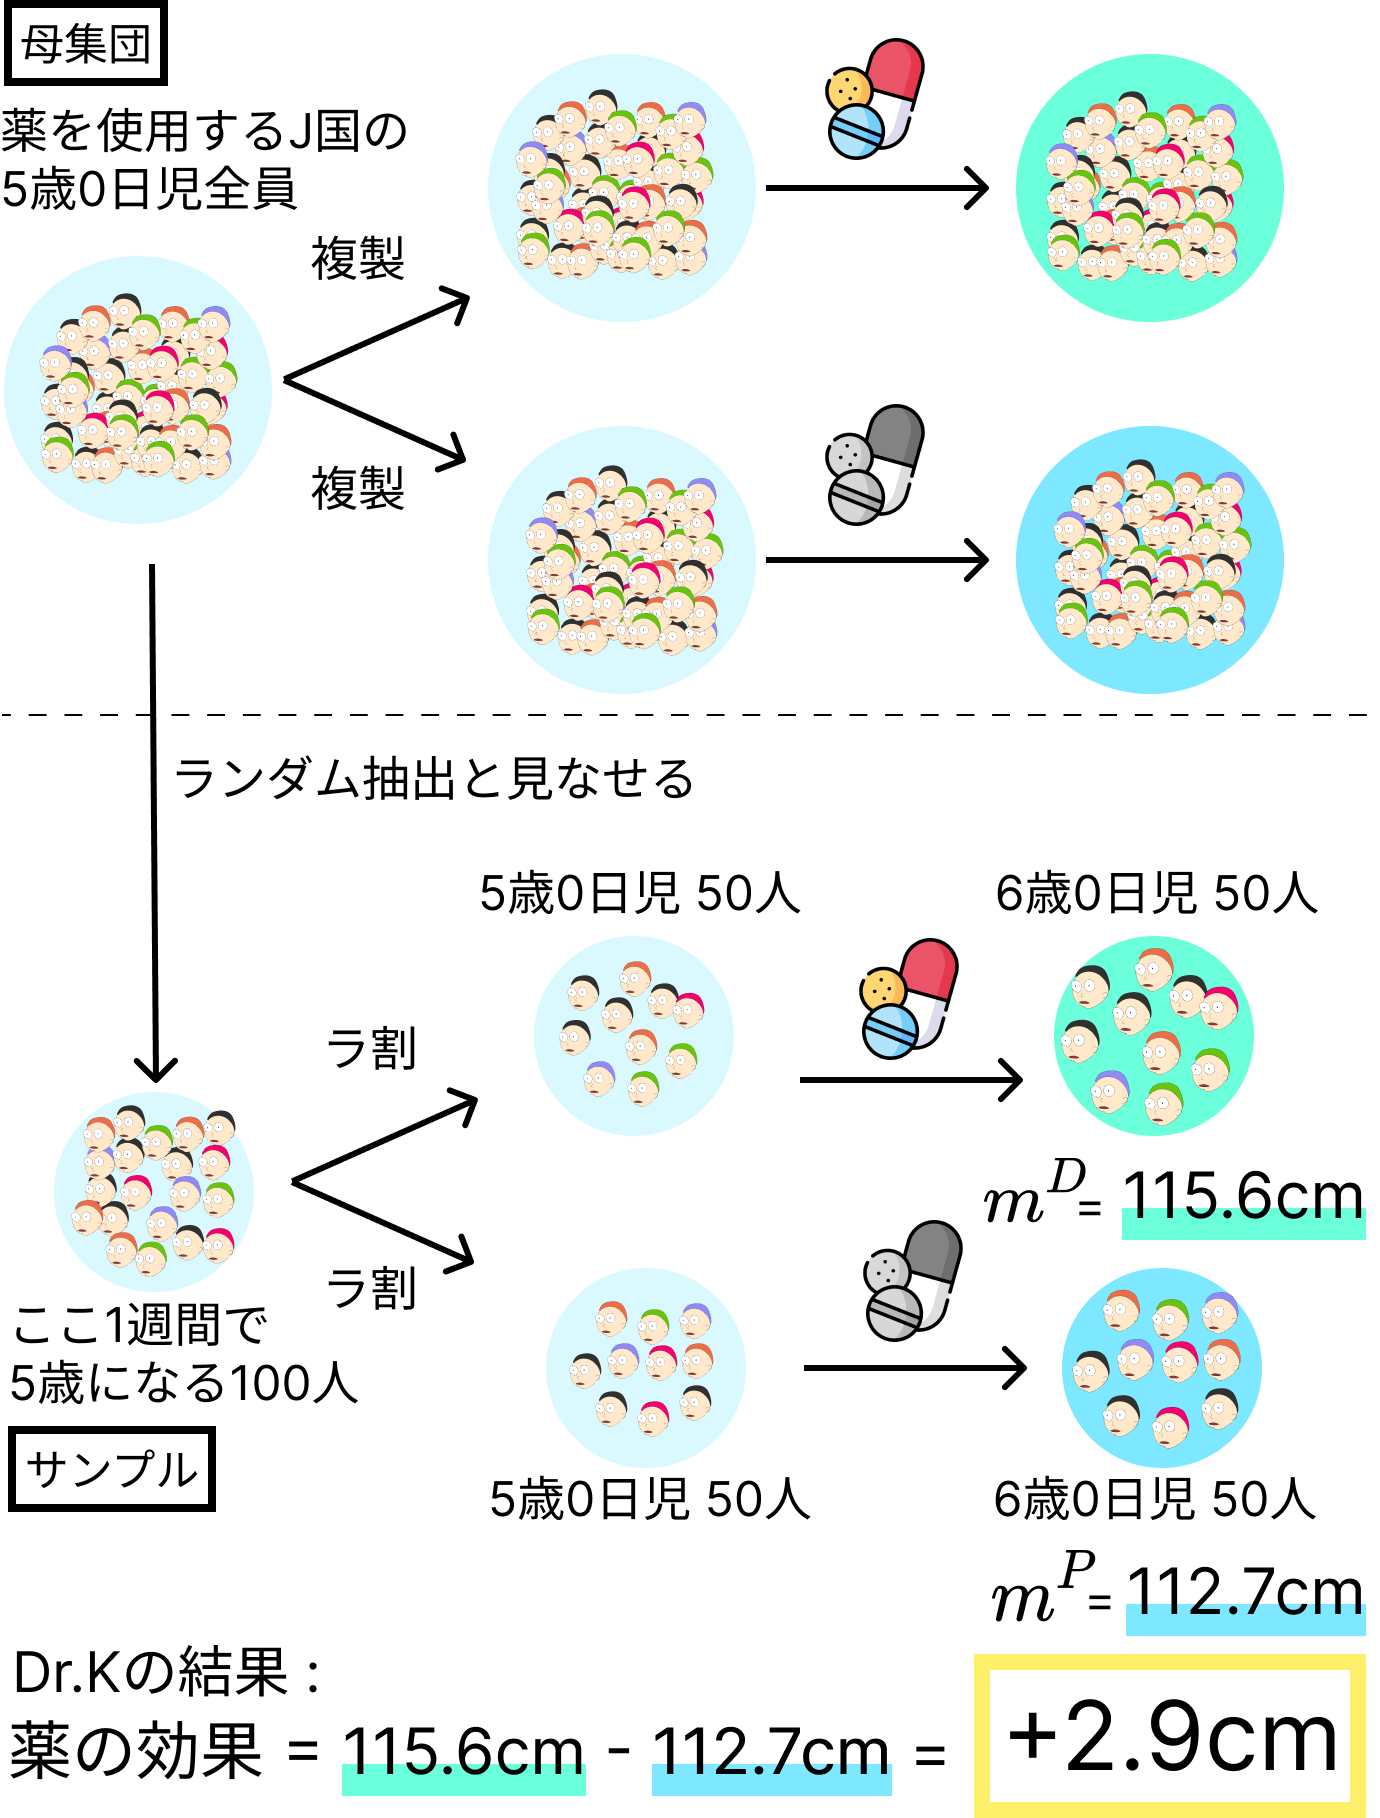 母集団
薬を使用するJ国の
5歳0日児全員
複製
複製
ランダム抽出と見なせる
5歳0日児 50人
6歳0日児 50人
ラ割
m^D= 115.6cm
ラ割
ここ1週間で
5歳になる100人
サンプル
5歳0日児 50人
6歳0日児 50人
m^P= 112.7cm
Dr.Kの結果：
薬の効果 = 115.6cm - 112.7cm = +2.9cm